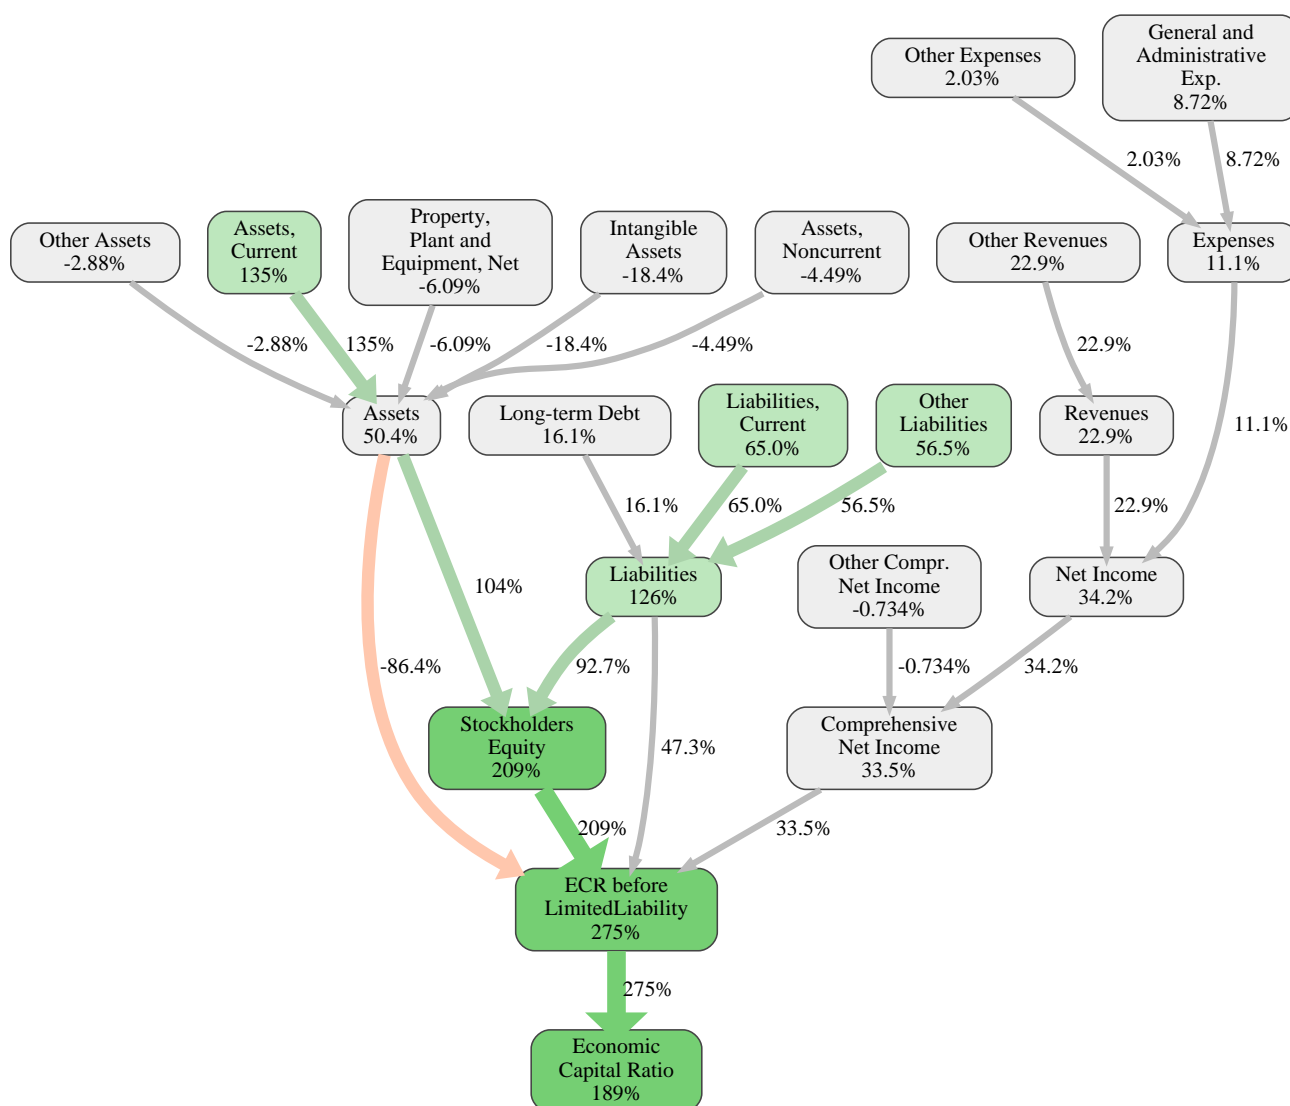 General and
Administrative
Exp.
8.72%
Other Expenses
2.03%
2.03%
8.72%
Other Assets
-2.88%
Assets,
Current
135%
Property,
Plant and
Equipment, Net
-6.09%
Intangible
Assets
-18.4%
Assets,
Noncurrent
-4.49%
Other Revenues
22.9%
Expenses
11.1%
-2.88%
135%
-6.09%
-18.4%
-4.49%
22.9%
11.1%
Assets
50.4%
Long-term Debt
16.1%
Liabilities,
Current
65.0%
Other
Liabilities
56.5%
Revenues
22.9%
16.1%
65.0%
56.5%
22.9%
Liabilities
126%
Other Compr.
Net Income
-0.734%
Net Income
34.2%
104%
-86.4%
92.7%
-0.734%
34.2%
Stockholders
Equity
209%
47.3%
Comprehensive
Net Income
33.5%
209%
33.5%
ECR before
LimitedLiability
275%
275%
Economic
Capital Ratio
189%